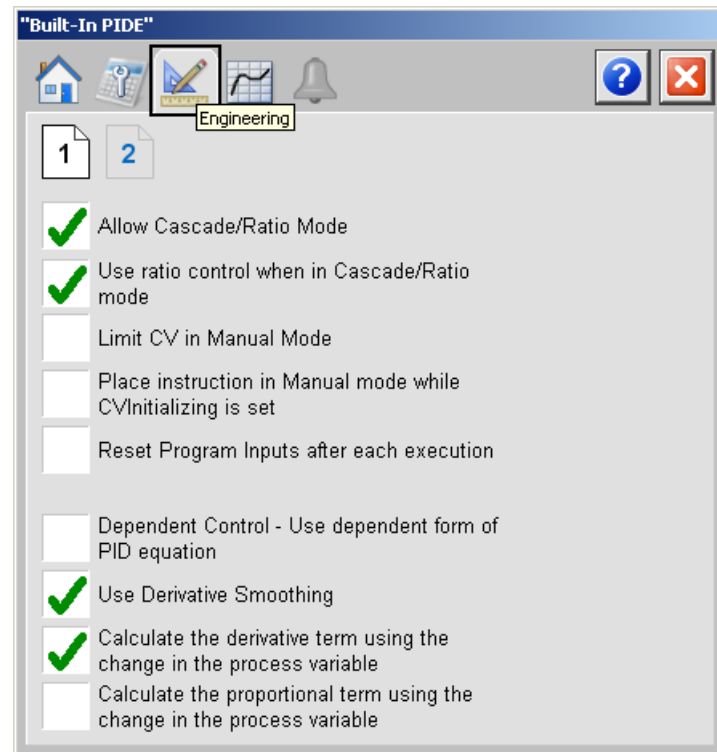 "Built-In PIDE"
?
Engineering
1 2
Allow Cascade/Ratio Mode
Use ratio control when in Cascade/Ratio
mode
Limit CV in Manual Mode
Place instruction in Manual mode while
CVInitializing is set
Reset Program Inputs after each execution
Dependent Control - Use dependent form of
PID equation
Use Derivative Smoothing
Calculate the derivative term using the
change in the process variable
Calculate the proportional term using the
change in the process variable